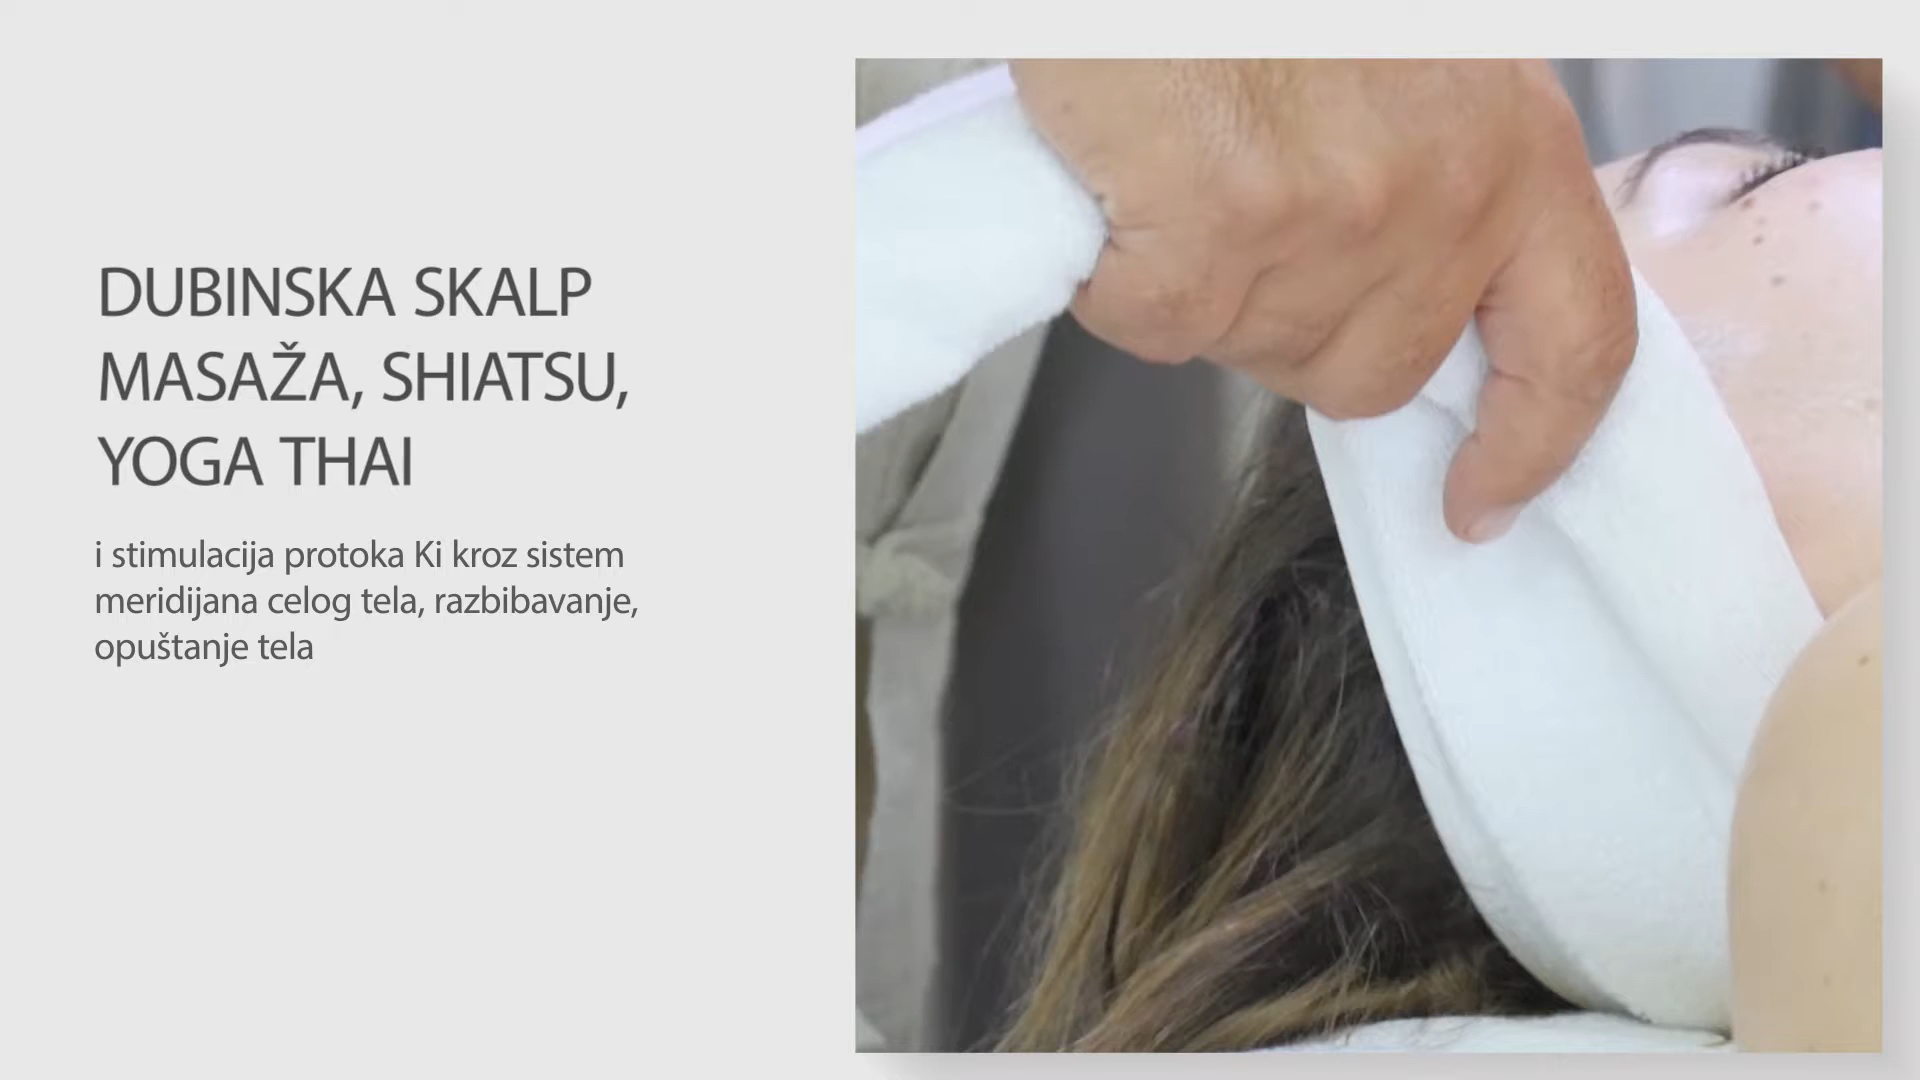 DUBINSKA SKALP
MASAŽA, SHIATSU,
YOGA THAI
i stimulacija protoka Ki kroz sistem
meridijana celog tela, razbibavanje,
opuštanje tela